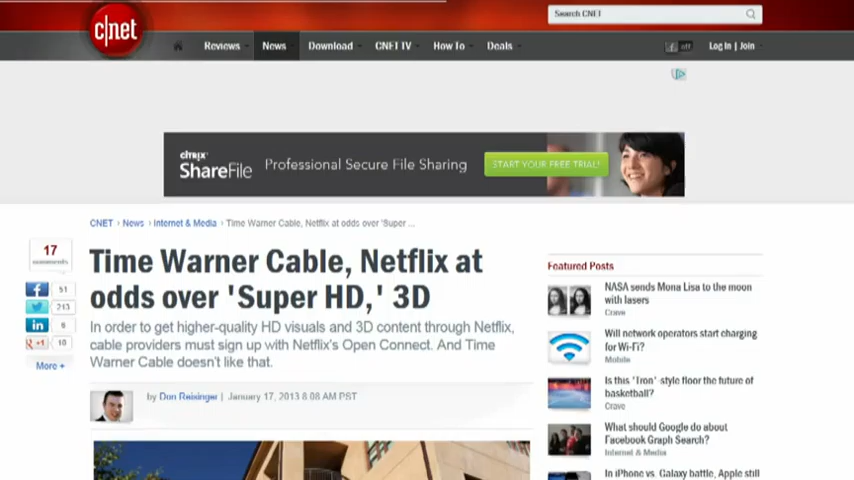 c|net
Search CNET
Reviews News Download CNET TV How To Deals
Log In | Join
CITRIX
ShareFile Professional Secure File Sharing START YOUR FREE TRIAL!
CNET › News › Internet & Media › Time Warner Cable, Netflix at odds over 'Super ...
17
comments
51
213
6
+1 10
More +
Time Warner Cable, Netflix at
odds over 'Super HD,' 3D
In order to get higher-quality HD visuals and 3D content through Netflix,
cable providers must sign up with Netflix's Open Connect. And Time
Warner Cable doesn't like that.
by Don Reisinger | January 17, 2013 8:08 AM PST
Featured Posts
NASA sends Mona Lisa to the moon
with lasers
Crave
Will network operators start charging
for Wi-Fi?
Mobile
Is this 'Tron'-style floor the future of
basketball?
Crave
What should Google do about
Facebook Graph Search?
Internet & Media
In iPhone vs. Galaxy battle, Apple still